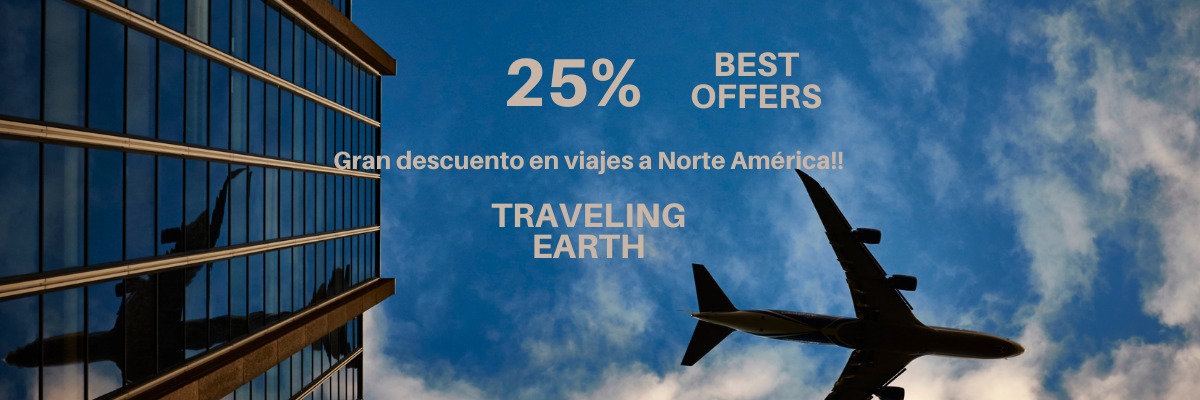 25%
BEST
OFFERS
Gran descuento en viajes a Norte América!!
TRAVELING
EARTH